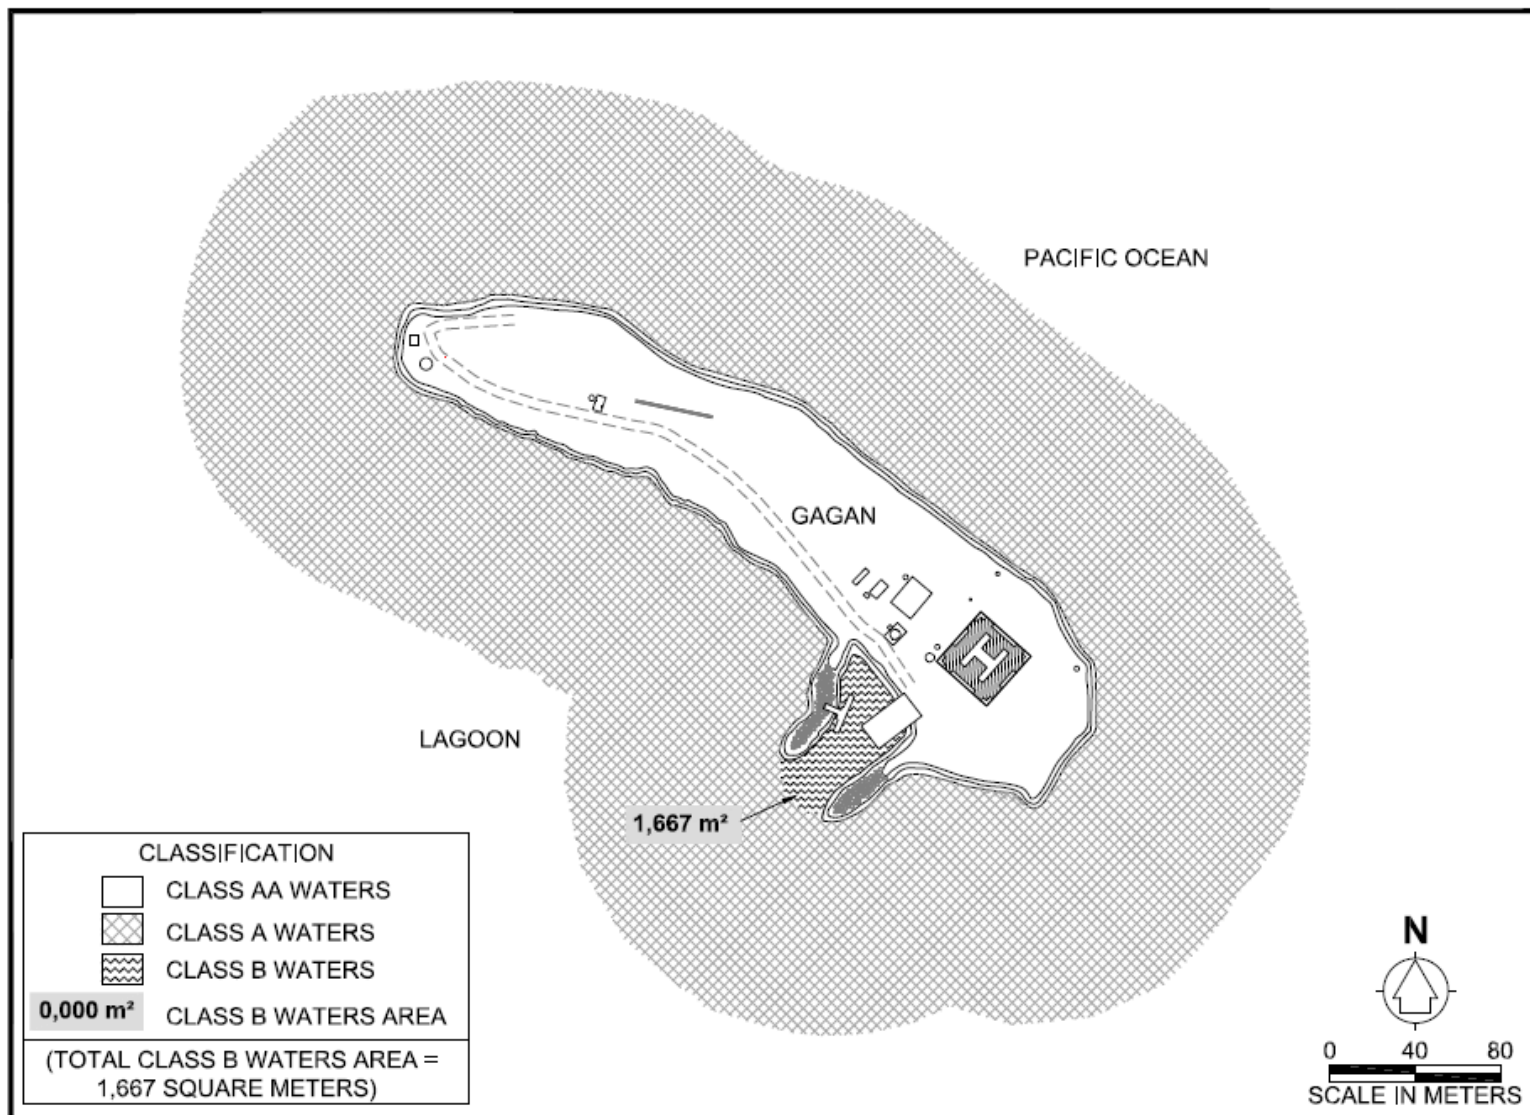 PACIFIC OCEAN
GAGAN
H
LAGOON
1,667 m²
CLASSIFICATION
CLASS AA WATERS
CLASS A WATERS
CLASS B WATERS
0,000 m² CLASS B WATERS AREA
(TOTAL CLASS B WATERS AREA =
1,667 SQUARE METERS)
N
0 40 80
SCALE IN METERS